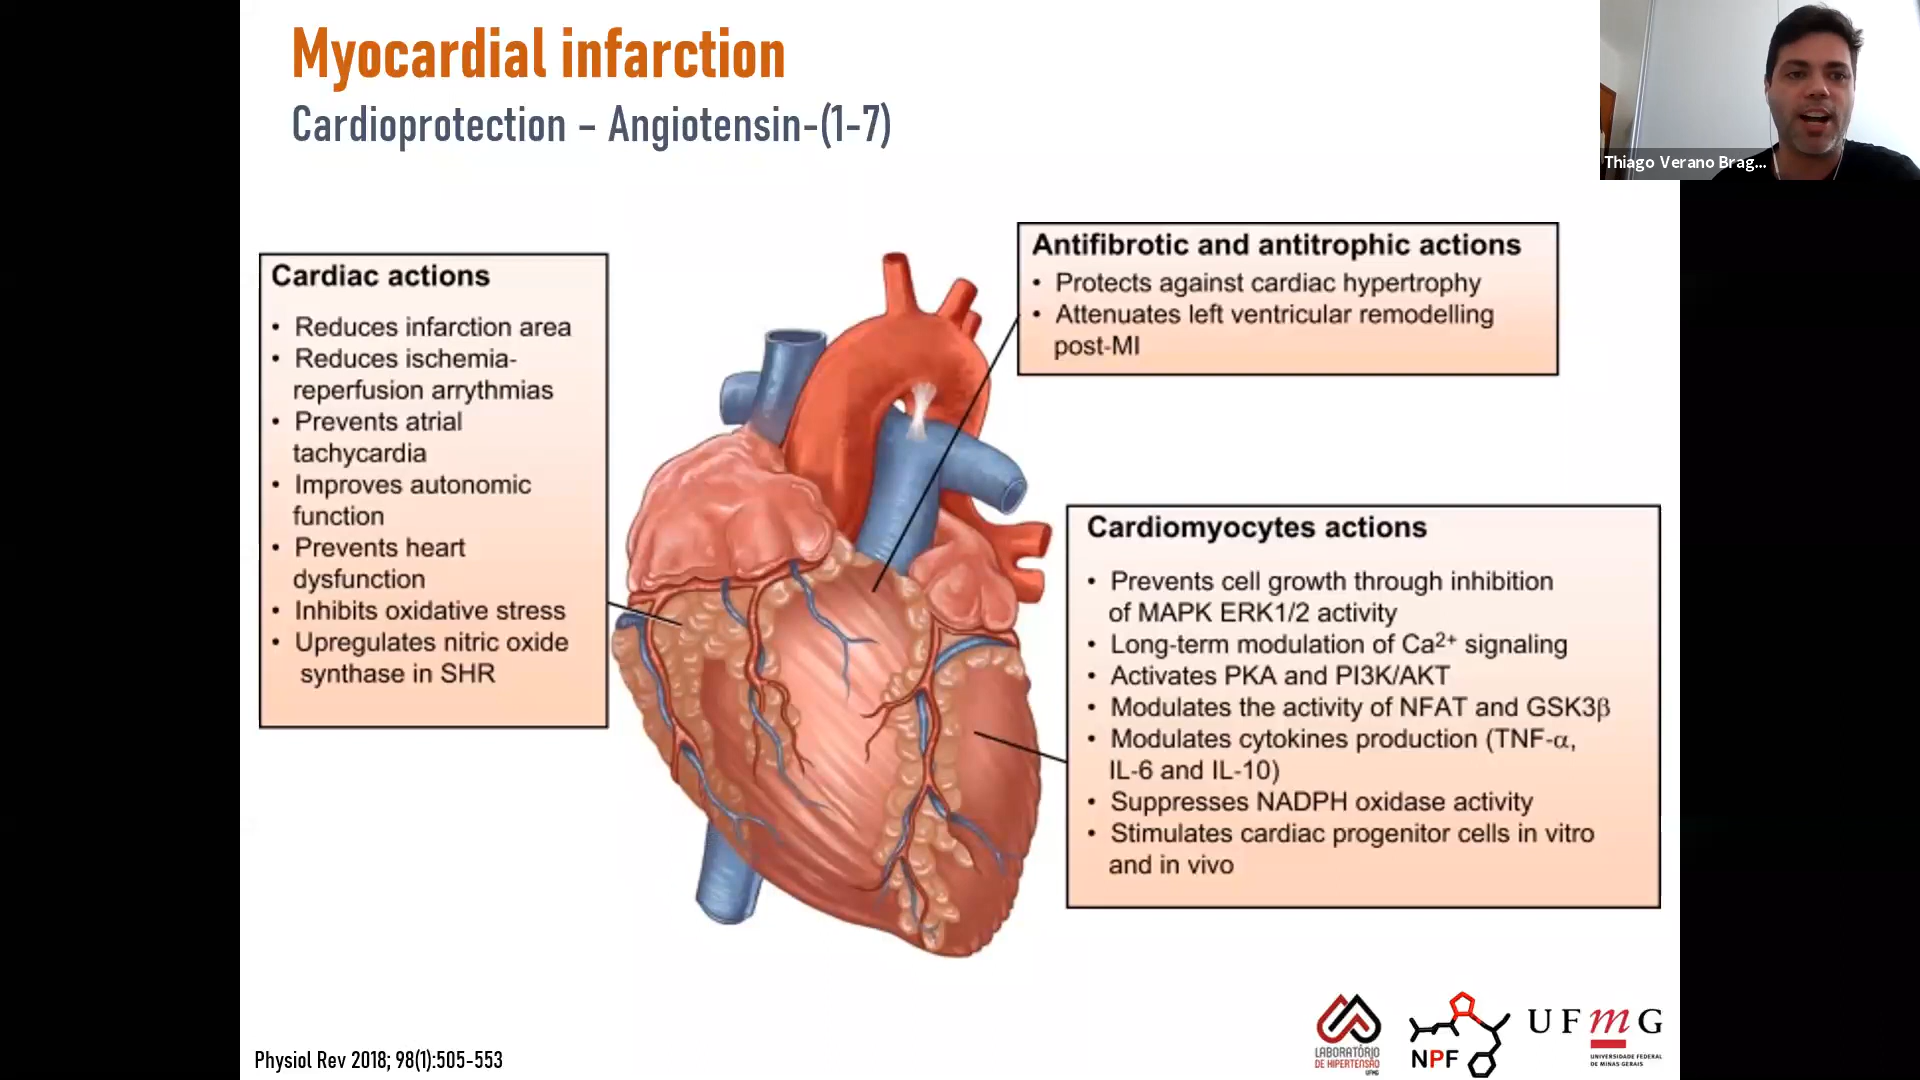 Myocardial infarction
Cardioprotection – Angiotensin-(1-7)
Thiago Verano Brag...
Cardiac actions
• Reduces infarction area
• Reduces ischemia-
reperfusion arrythmias
• Prevents atrial
tachycardia
• Improves autonomic
function
• Prevents heart
dysfunction
• Inhibits oxidative stress
• Upregulates nitric oxide
synthase in SHR
Antifibrotic and antitrophic actions
• Protects against cardiac hypertrophy
• Attenuates left ventricular remodelling
post-MI
Cardiomyocytes actions
• Prevents cell growth through inhibition
of MAPK ERK1/2 activity
• Long-term modulation of Ca²⁺ signaling
• Activates PKA and PI3K/AKT
• Modulates the activity of NFAT and GSK3β
• Modulates cytokines production (TNF-α,
IL-6 and IL-10)
• Suppresses NADPH oxidase activity
• Stimulates cardiac progenitor cells in vitro
and in vivo
Physiol Rev 2018; 98(1):505-553
LABORATÓRIO
DE HIPERTENSÃO
UFMG
NPF
UFmG
UNIVERSIDADE FEDERAL
DE MINAS GERAIS